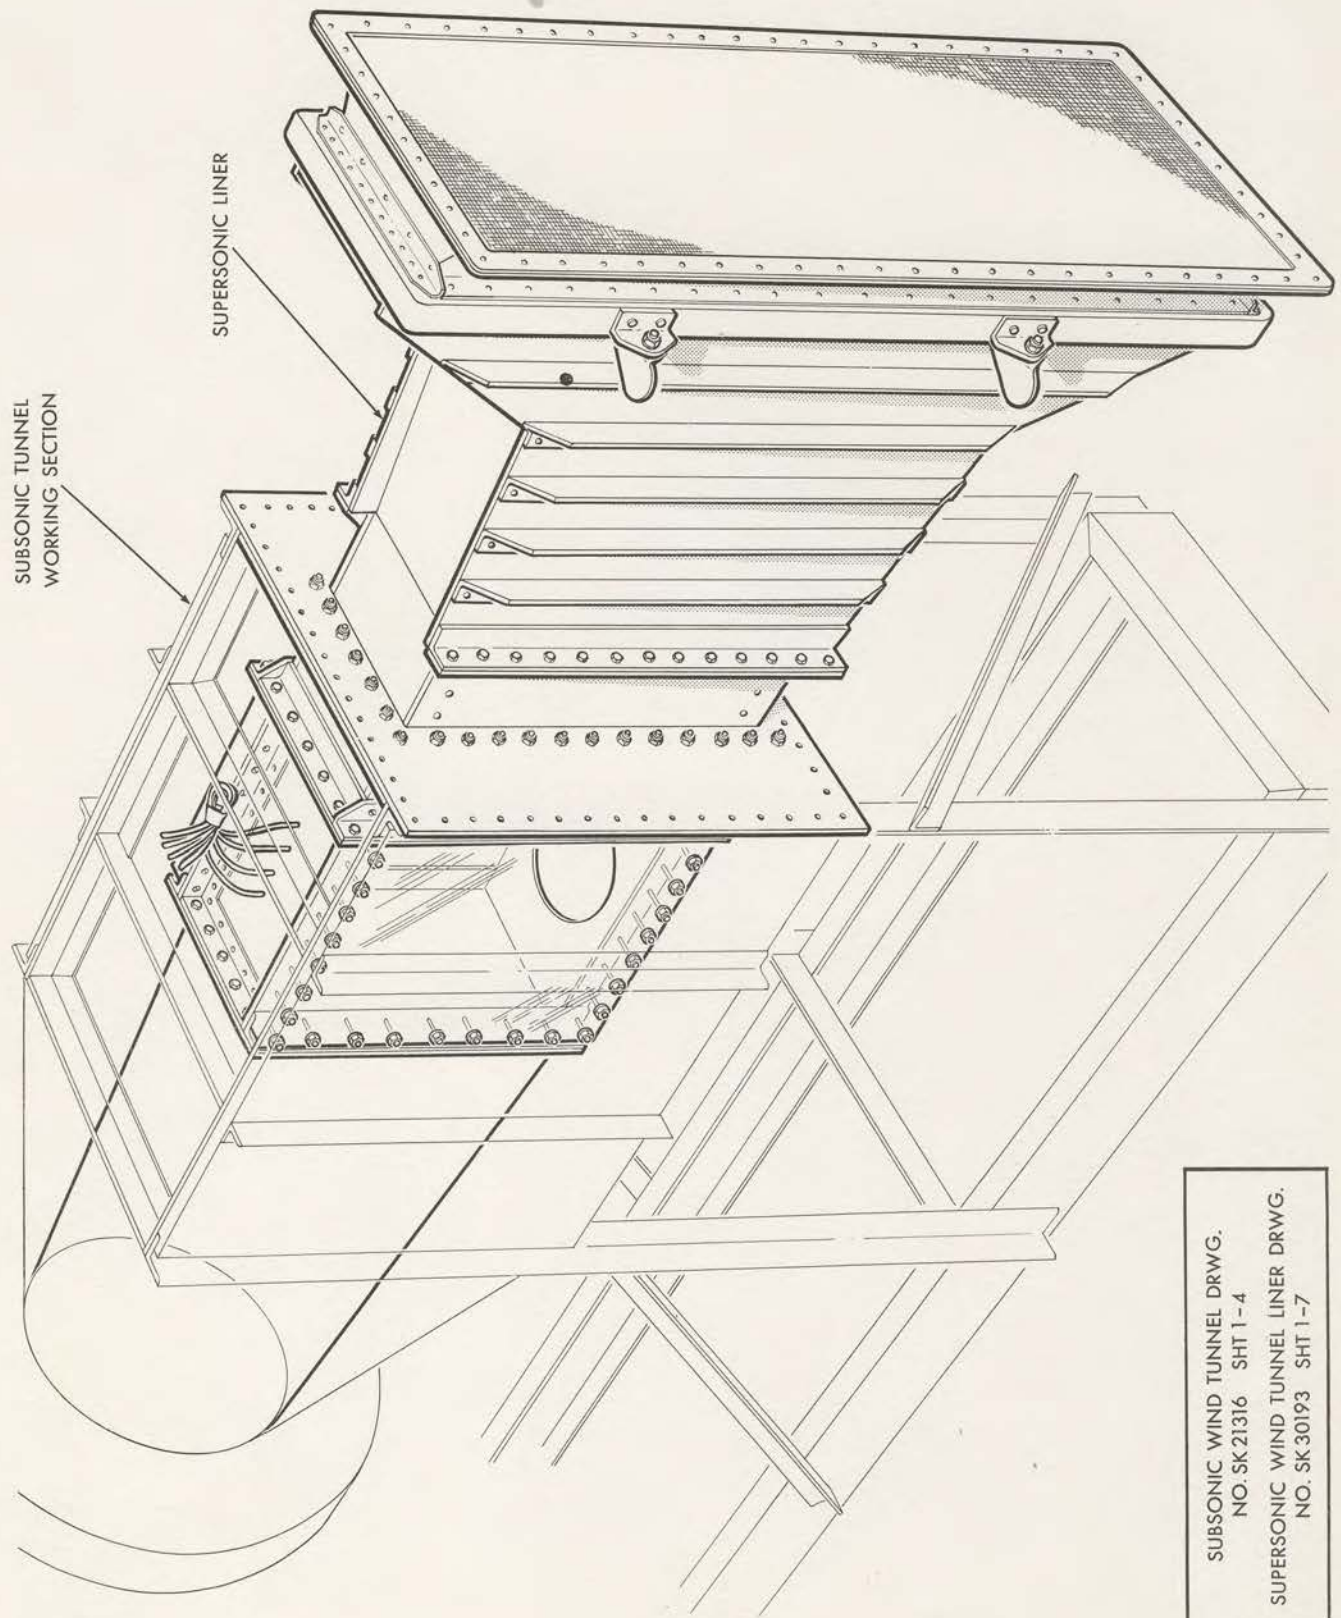 SUBSONIC TUNNEL
WORKING SECTION
SUPERSONIC LINER
SUBSONIC WIND TUNNEL DRWG.
NO. SK 21316 SHT 1-4
SUPERSONIC WIND TUNNEL LINER DRWG.
NO. SK 30193 SHT 1-7